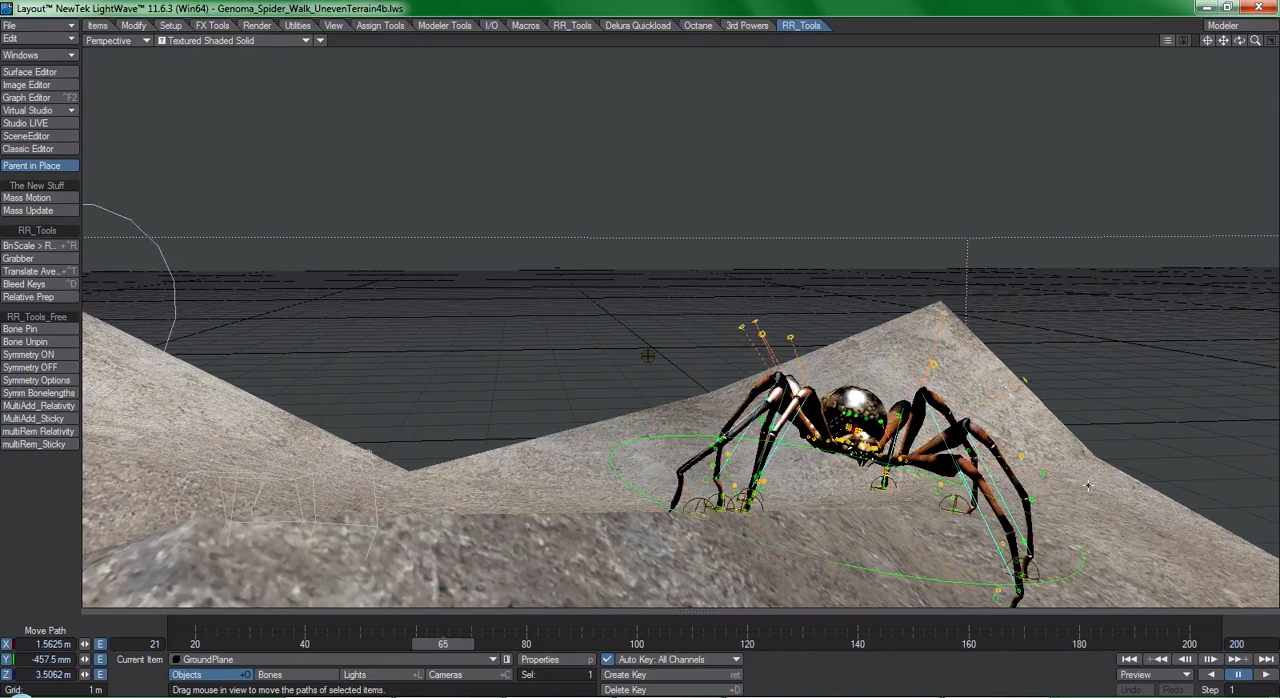 Layout™ NewTek LightWave™ 11.6.3 (Win64) - Genoma_Spider_Walk_UnevenTerrain4b.lws
File Items Modify Setup FX Tools Render Utilities View Assign Tools Modeler Tools I/O Macros RR_Tools Delura Quickload Octane 3rd Powers RR_Tools Modeler
Edit Perspective T Textured Shaded Solid
Windows
Surface Editor
Image Editor
Graph Editor ^F2
Virtual Studio
Studio LIVE
SceneEditor
Classic Editor
Parent in Place
The New Stuff
Mass Motion
Mass Update
RR_Tools
BnScale > R... +^R
Grabber
Translate Ave... +^T
Bleed Keys ^D
Relative Prep
RR_Tools_Free
Bone Pin
Bone Unpin
Symmetry ON
Symmetry OFF
Symmetry Options
Symm Bonelengths
MultiAdd_Relativity
MultiAdd_Sticky
multiRem Relativity
multiRem_Sticky
Move Path
X 1.5625 m E 21 20 40 65 80 100 120 140 160 180 200 200
Y -457.5 mm E Current Item GroundPlane Properties p Auto Key: All Channels
Z 3.5062 m E Objects +O Bones Lights +L Cameras +C Sel: 1 Create Key ret Preview
Grid: 1 m Drag mouse in view to move the paths of selected items. Delete Key +D Undo Redo Step 1